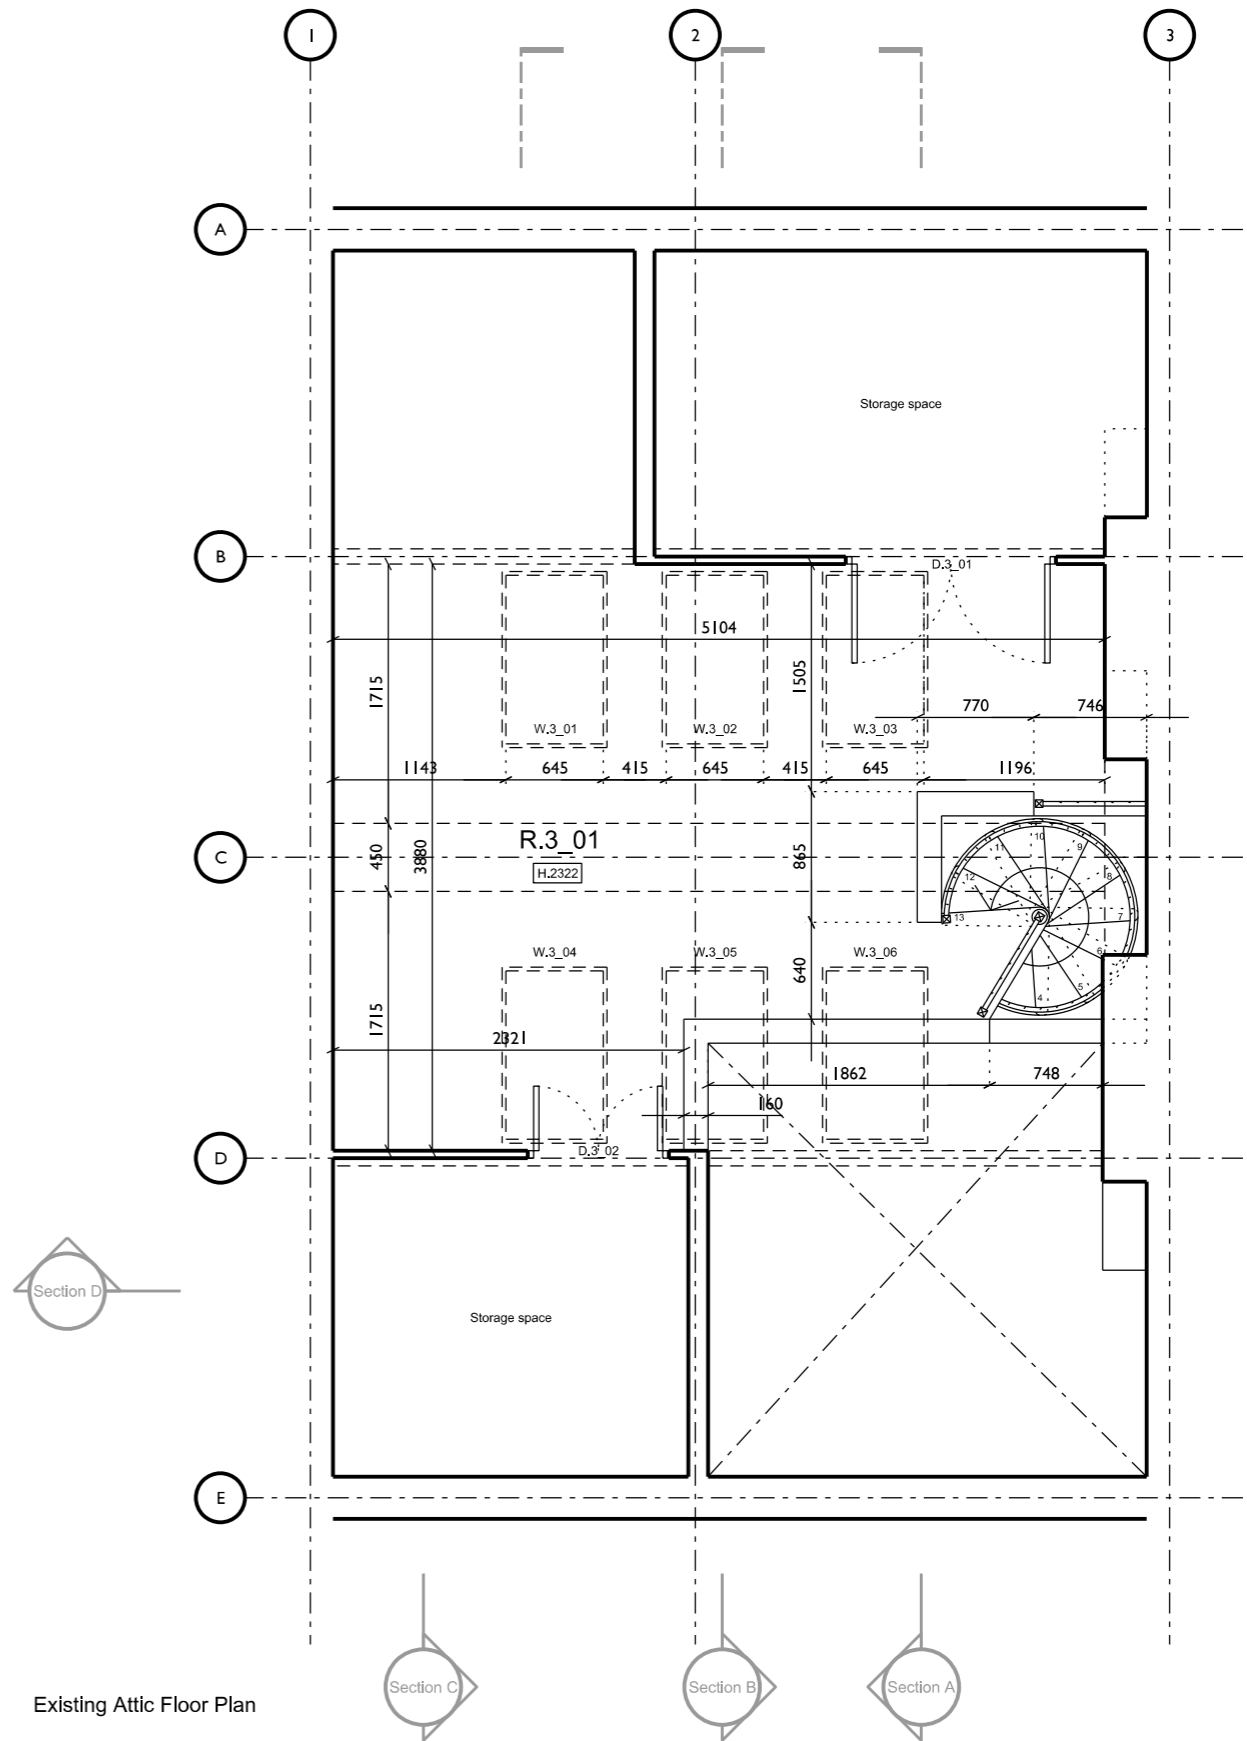 1 2 3
A
Storage space
B
D.3_01
5104
1715
1505
770 746
W.3_01 W.3_02 W.3_03
1143 645 415 645 415 645 1196
R.3_01
C
450 3880
865
H.2322
10
11 9
12 8
13 7
6
5
4
W.3_04 W.3_05 W.3_06
640
1715
2321
1862 748
160
D.3_02
D
Section D
Storage space
E
Section C Section B Section A
Existing Attic Floor Plan